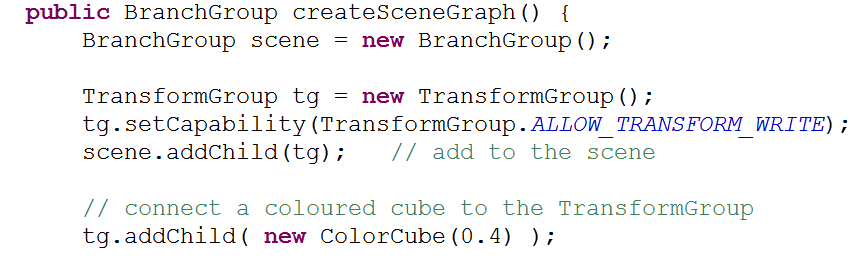 public BranchGroup createSceneGraph() {
    BranchGroup scene = new BranchGroup();

    TransformGroup tg = new TransformGroup();
    tg.setCapability(TransformGroup.ALLOW_TRANSFORM_WRITE);
    scene.addChild(tg);   // add to the scene

    // connect a coloured cube to the TransformGroup
    tg.addChild( new ColorCube(0.4) );